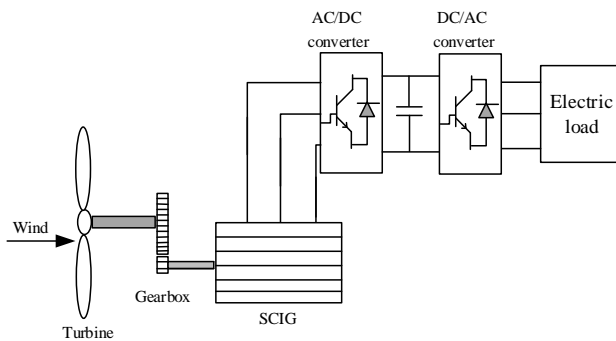 AC/DC
converter
DC/AC
converter
Electric
load
Wind
Gearbox
SCIG
Turbine